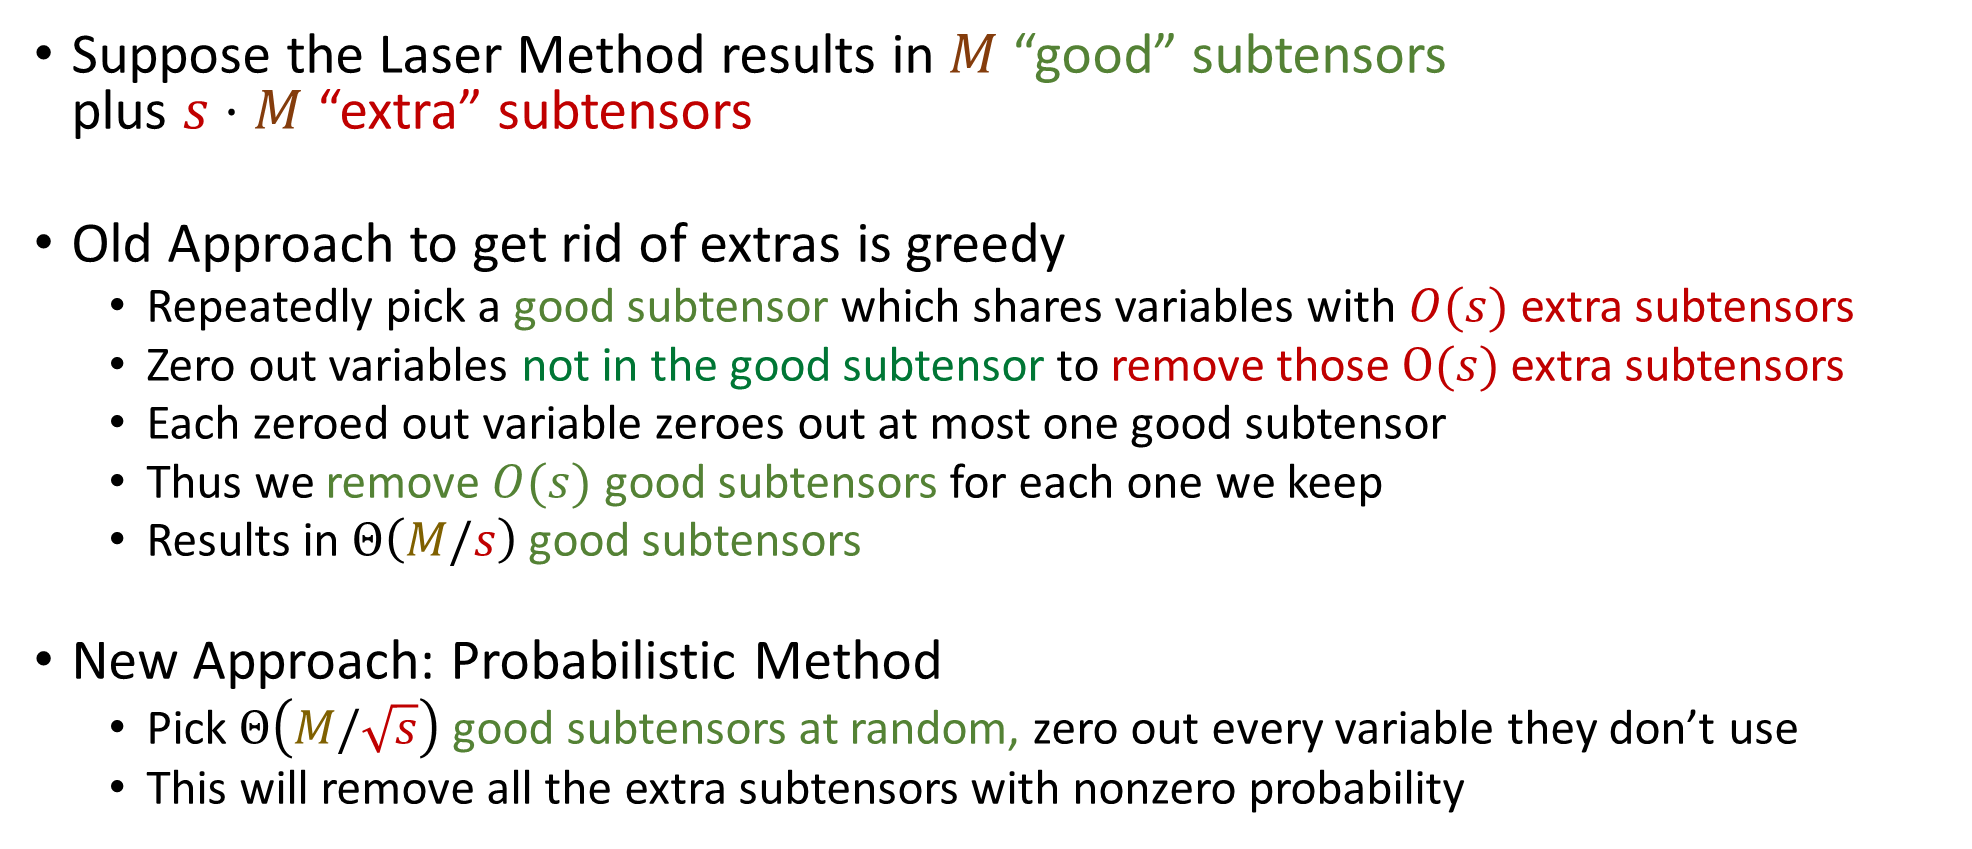 • Suppose the Laser Method results in M “good” subtensors
plus s · M “extra” subtensors
• Old Approach to get rid of extras is greedy
• Repeatedly pick a good subtensor which shares variables with O(s) extra subtensors
• Zero out variables not in the good subtensor to remove those O(s) extra subtensors
• Each zeroed out variable zeroes out at most one good subtensor
• Thus we remove O(s) good subtensors for each one we keep
• Results in Θ(M/s) good subtensors
• New Approach: Probabilistic Method
• Pick Θ(M/√s) good subtensors at random, zero out every variable they don’t use
• This will remove all the extra subtensors with nonzero probability